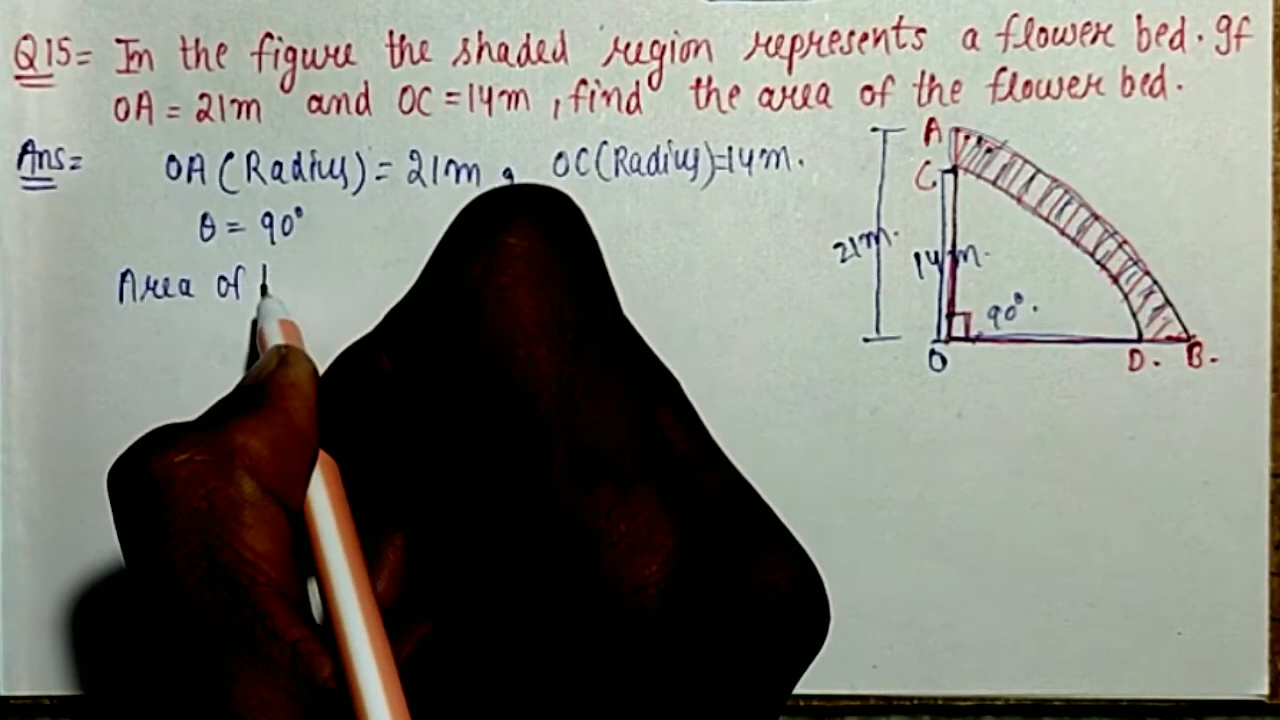 Q15= In the figure the shaded region represents a flower bed. If
OA = 21m and OC = 14m, find the area of the flower bed.
Ans= OA (Radius) = 21m, OC (Radius) = 14m.
θ = 90°
Area of
A
C
21m.
14m.
90°.
O
D.
B.